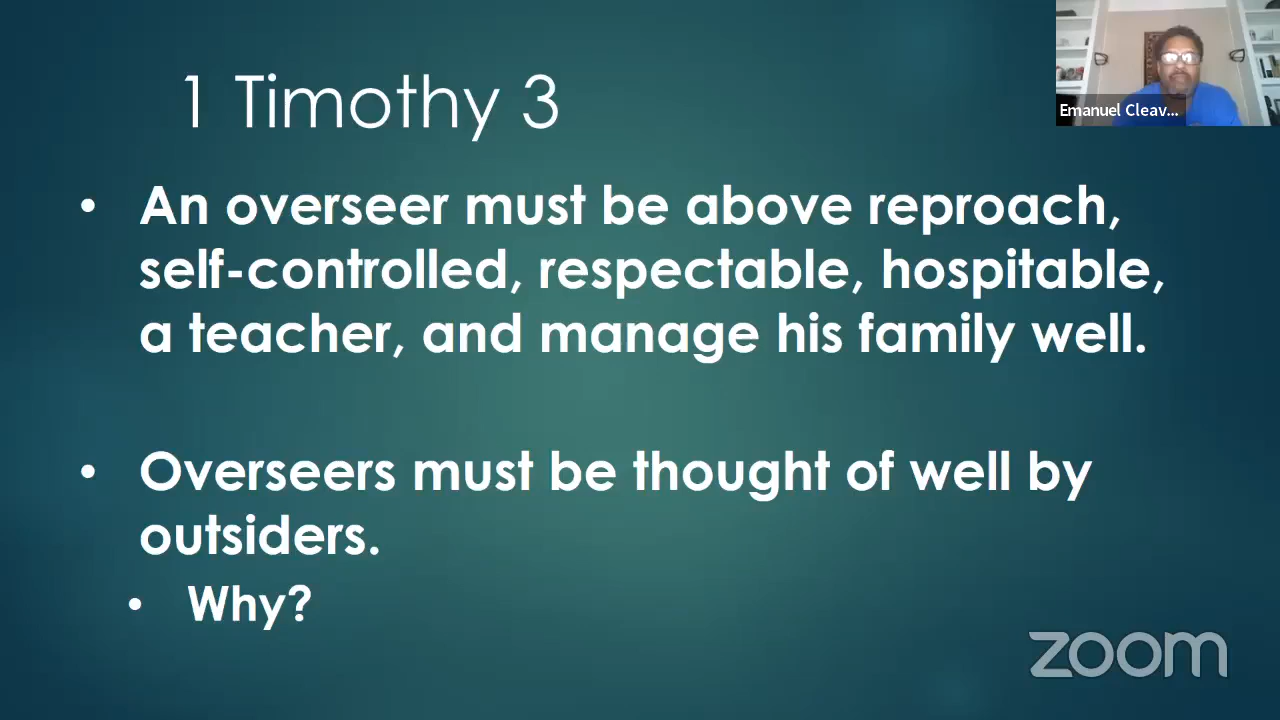 1 Timothy 3
Emanuel Cleav...
• An overseer must be above reproach,
self-controlled, respectable, hospitable,
a teacher, and manage his family well.
• Overseers must be thought of well by
outsiders.
• Why?
zoom